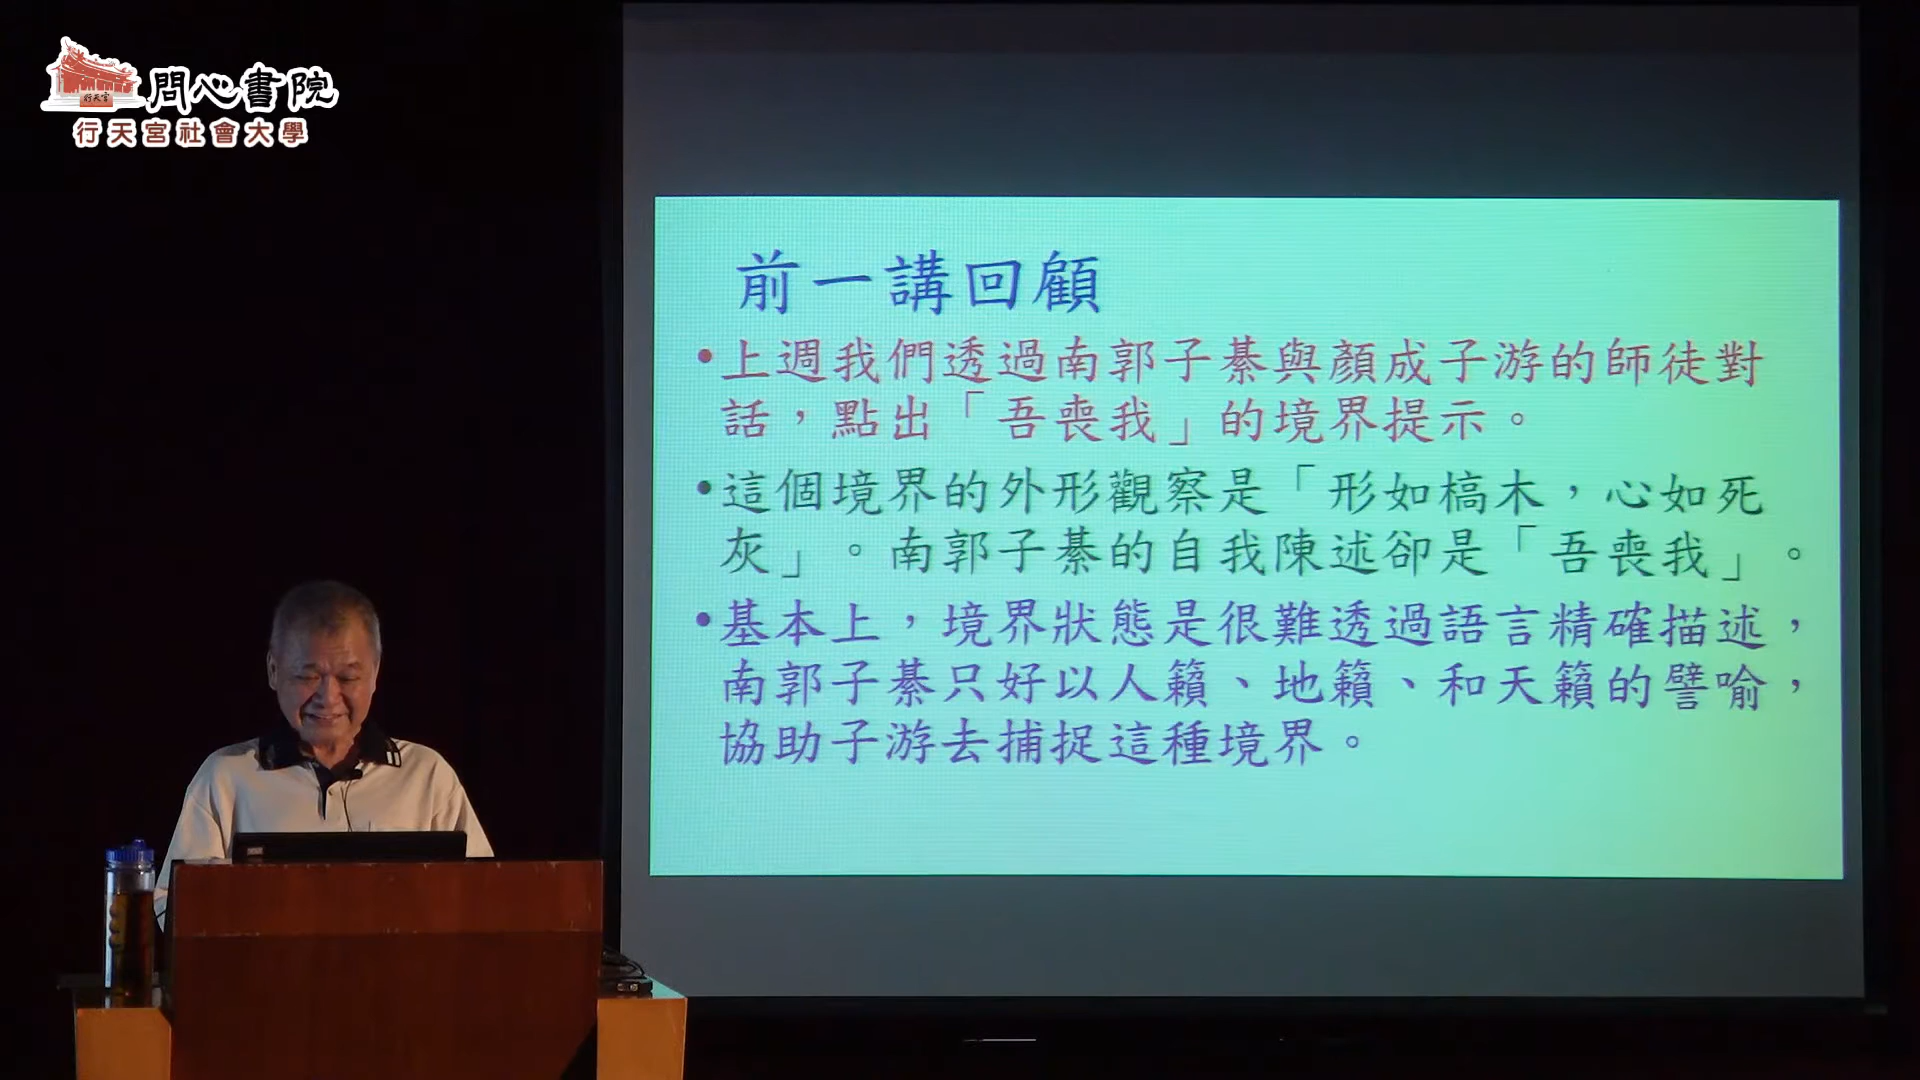 行天宮
問心書院
行天宮社會大學
前一講回顧
•上週我們透過南郭子綦與顏成子游的師徒對
話，點出「吾喪我」的境界提示。
•這個境界的外形觀察是「形如槁木，心如死
灰」。南郭子綦的自我陳述卻是「吾喪我」。
•基本上，境界狀態是很難透過語言精確描述，
南郭子綦只好以人籟、地籟、和天籟的譬喻，
協助子游去捕捉這種境界。